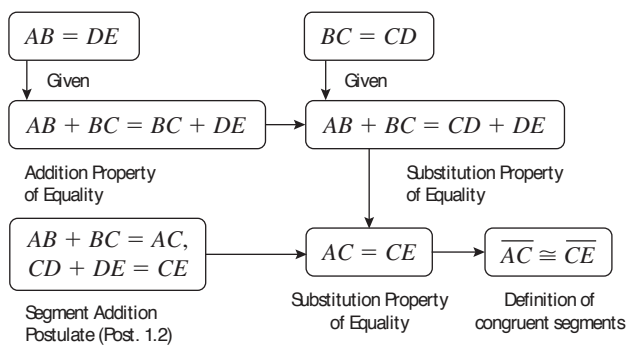 AB = DE
BC = CD
Given
Given
AB + BC = BC + DE
AB + BC = CD + DE
Addition Property
of Equality
Substitution Property
of Equality
AB + BC = AC,
CD + DE = CE
AC = CE
A̅C̅ ≅ C̅E̅
Segment Addition
Postulate (Post. 1.2)
Substitution Property
of Equality
Definition of
congruent segments